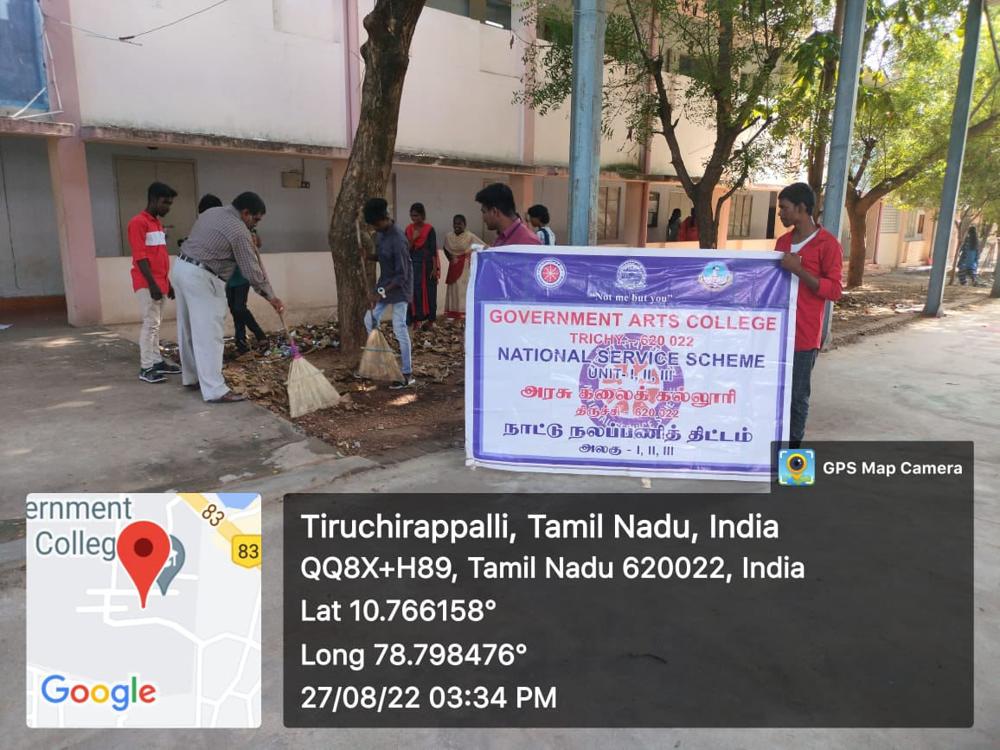 "Not me but you"
GOVERNMENT ARTS COLLEGE
TRICHY - 620 022
NATIONAL SERVICE SCHEME
UNIT- I, II, III
அரசு கலைக் கல்லூரி
திருச்சி - 620 022
நாட்டு நலப்பணித் திட்டம்
அலகு - I, II, III
GPS Map Camera
ernment
Colleg
83
83
Google
Tiruchirappalli, Tamil Nadu, India
QQ8X+H89, Tamil Nadu 620022, India
Lat 10.766158°
Long 78.798476°
27/08/22 03:34 PM